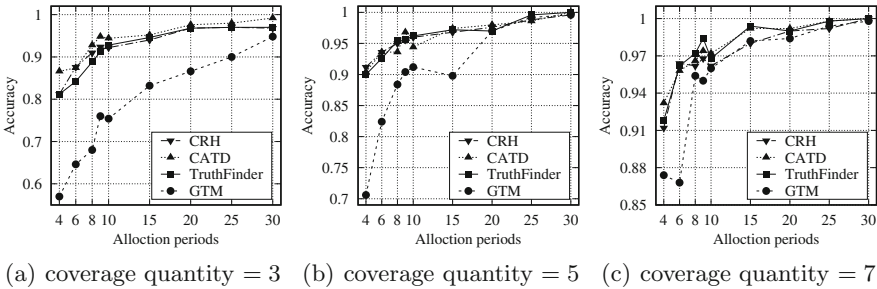 Accuracy
1
0.9
0.8
0.7
0.6
4 6 8 10 15 20 25 30
Alloction periods
CRH
CATD
TruthFinder
GTM
(a) coverage quantity = 3
Accuracy
1
0.95
0.9
0.85
0.8
0.75
0.7
4 6 8 10 15 20 25 30
Alloction periods
CRH
CATD
TruthFinder
GTM
(b) coverage quantity = 5
Accuracy
1
0.97
0.94
0.91
0.88
0.85
4 6 8 10 15 20 25 30
Alloction periods
CRH
CATD
TruthFinder
GTM
(c) coverage quantity = 7